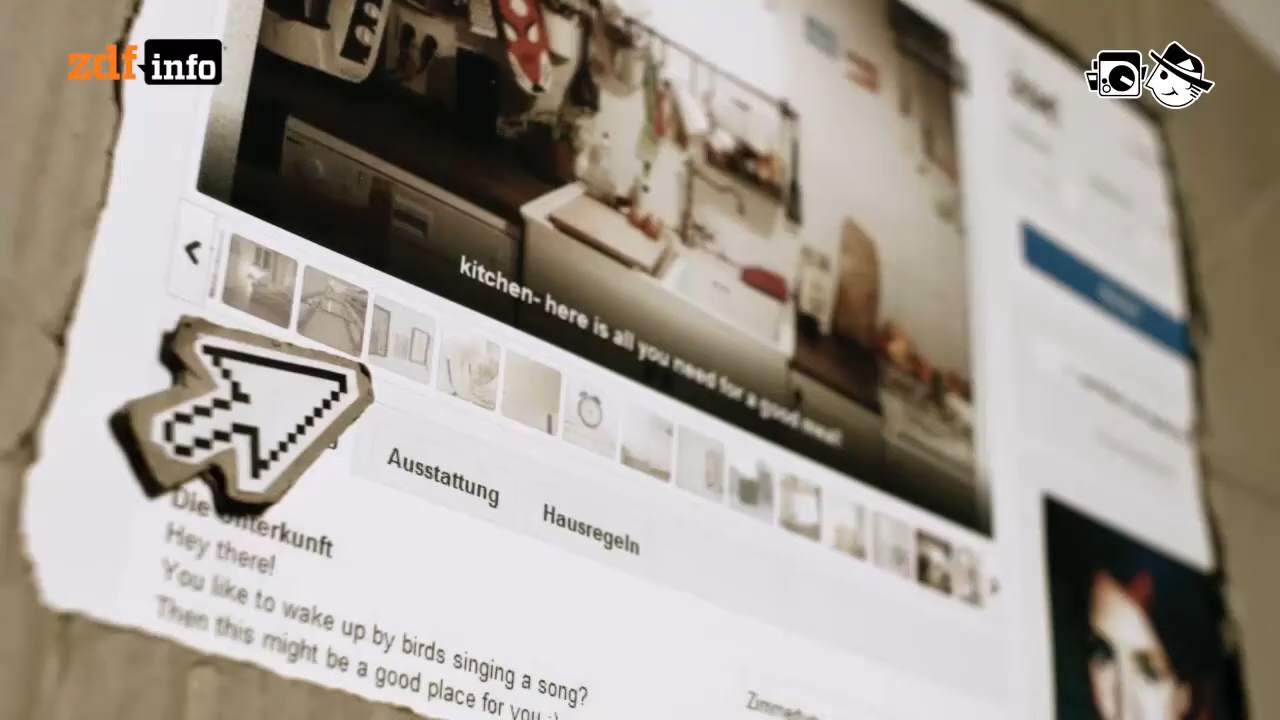 zdf info
kitchen- here is all you need for a good meal
Ausstattung
Hausregeln
Die Unterkunft
Hey there!
You like to wake up by birds singing a song?
Then this might be a good place for you :)